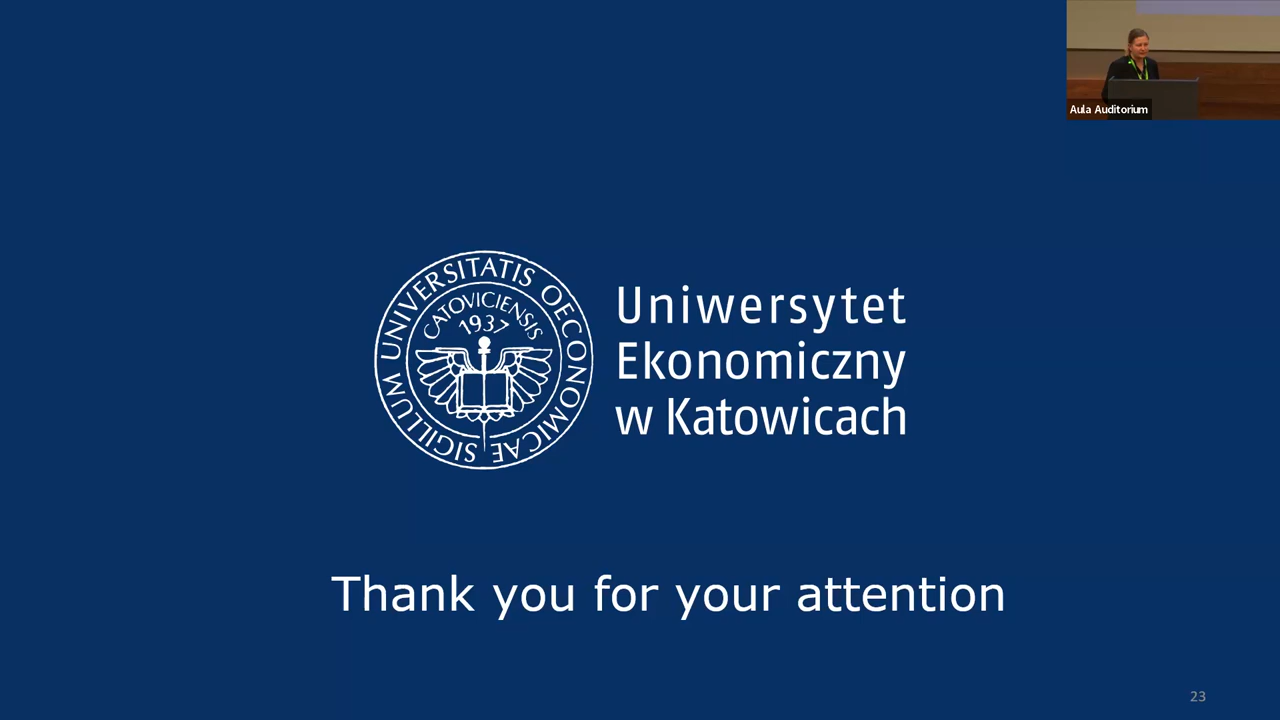 Aula Auditorium
SIGILLUM UNIVERSITATIS OECONOMICAE
CATOVICIENSIS
1937
Uniwersytet
Ekonomiczny
w Katowicach
Thank you for your attention
23